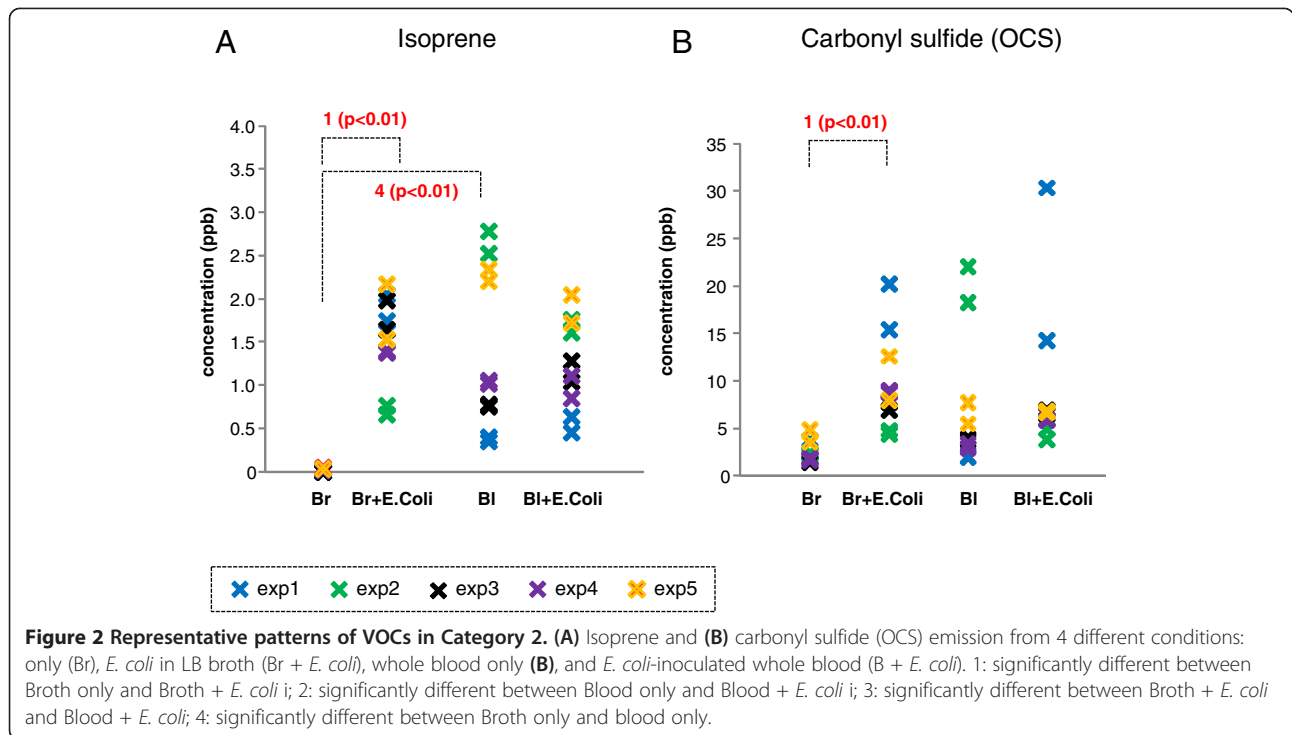 A Isoprene B Carbonyl sulfide (OCS)
1 (p<0.01)
4 (p<0.01)
concentration (ppb)
4.0
3.5
3.0
2.5
2.0
1.5
1.0
0.5
0
Br Br+E.Coli Bl Bl+E.Coli
1 (p<0.01)
concentration (ppb)
35
30
25
20
15
10
5
0
Br Br+E.Coli Bl Bl+E.Coli
exp1 exp2 exp3 exp4 exp5
Figure 2 Representative patterns of VOCs in Category 2. (A) Isoprene and (B) carbonyl sulfide (OCS) emission from 4 different conditions:
only (Br), E. coli in LB broth (Br + E. coli), whole blood only (B), and E. coli-inoculated whole blood (B + E. coli). 1: significantly different between
Broth only and Broth + E. coli i; 2: significantly different between Blood only and Blood + E. coli i; 3: significantly different between Broth + E. coli
and Blood + E. coli; 4: significantly different between Broth only and blood only.